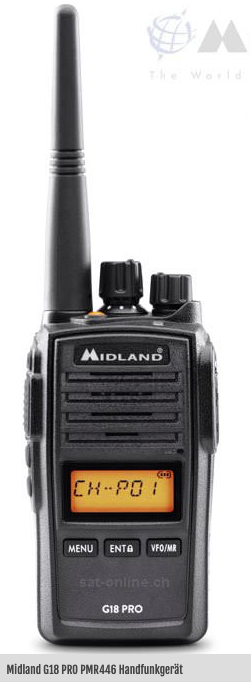 The World
MIDLAND®
CH--P01
MENU ENT VFO/MR
sat-online.ch
G18 PRO
Midland G18 PRO PMR446 Handfunkgerät